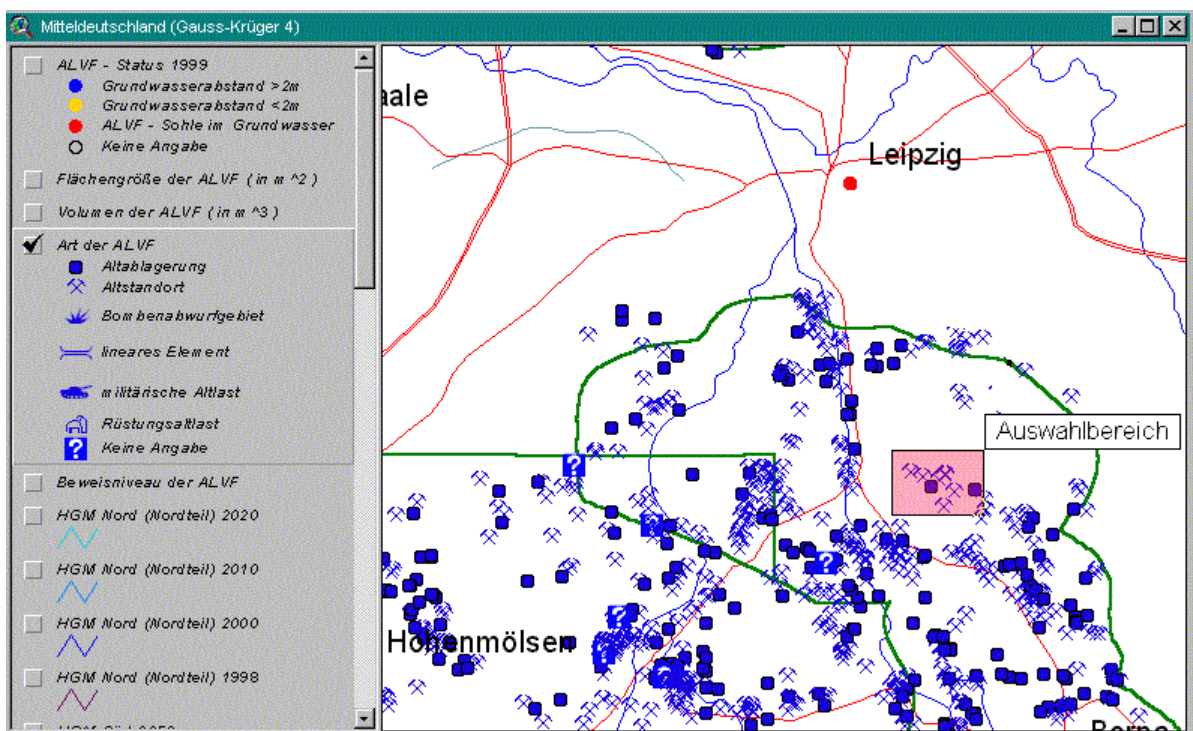 Mitteldeutschland (Gauss-Krüger 4)
ALVF - Status 1999
Grundwasserabstand >2m
Grundwasserabstand <2m
ALVF - Sohle im Grundwasser
Keine Angabe
Flächengröße der ALVF (in m^2)
Volumen der ALVF (in m^3)
Art der ALVF
Altablagerung
Altstandort
Bombenabwurfgebiet
lineares Element
militärische Altlast
Rüstungsaltlast
? Keine Angabe
Beweisniveau der ALVF
HGM Nord (Nordteil) 2020
HGM Nord (Nordteil) 2010
HGM Nord (Nordteil) 2000
HGM Nord (Nordteil) 1998
aale
Leipzig
Auswahlbereich
?
?
?
?
Hohenmölsen
?
?
Borna